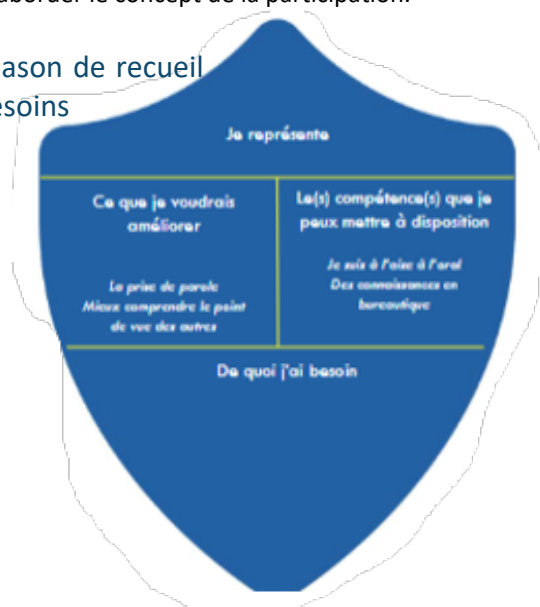 aborder le concept de la participation.
ason de recueil
esoins
Je représente
Ce que je voudrais
améliorer
La prise de parole
Mieux comprendre le point
de vue des autres
Le(s) compétence(s) que je
peux mettre à disposition
Je suis à l'aise à l'oral
Des connaissances en
bureautique
De quoi j'ai besoin